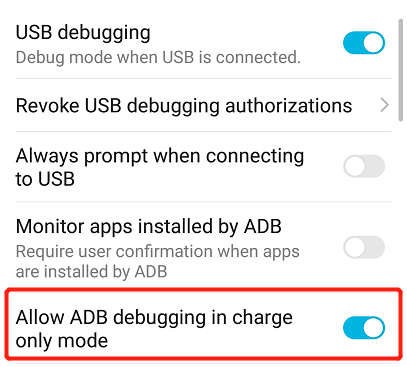 USB debugging
Debug mode when USB is connected.
Revoke USB debugging authorizations
Always prompt when connecting
to USB
Monitor apps installed by ADB
Require user confirmation when apps
are installed by ADB
Allow ADB debugging in charge
only mode